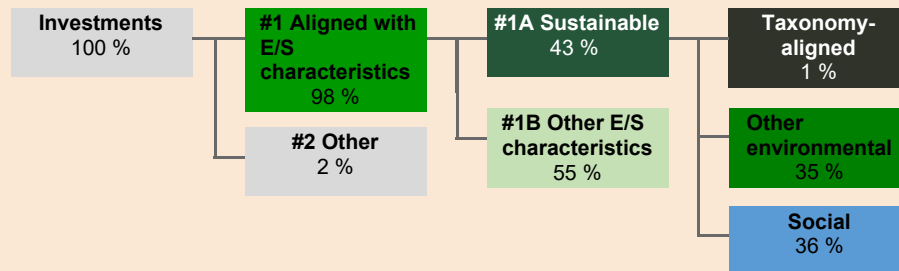 Investments
100 %
#1 Aligned with
E/S
characteristics
98 %
#2 Other
2 %
#1A Sustainable
43 %
#1B Other E/S
characteristics
55 %
Taxonomy-
aligned
1 %
Other
environmental
35 %
Social
36 %